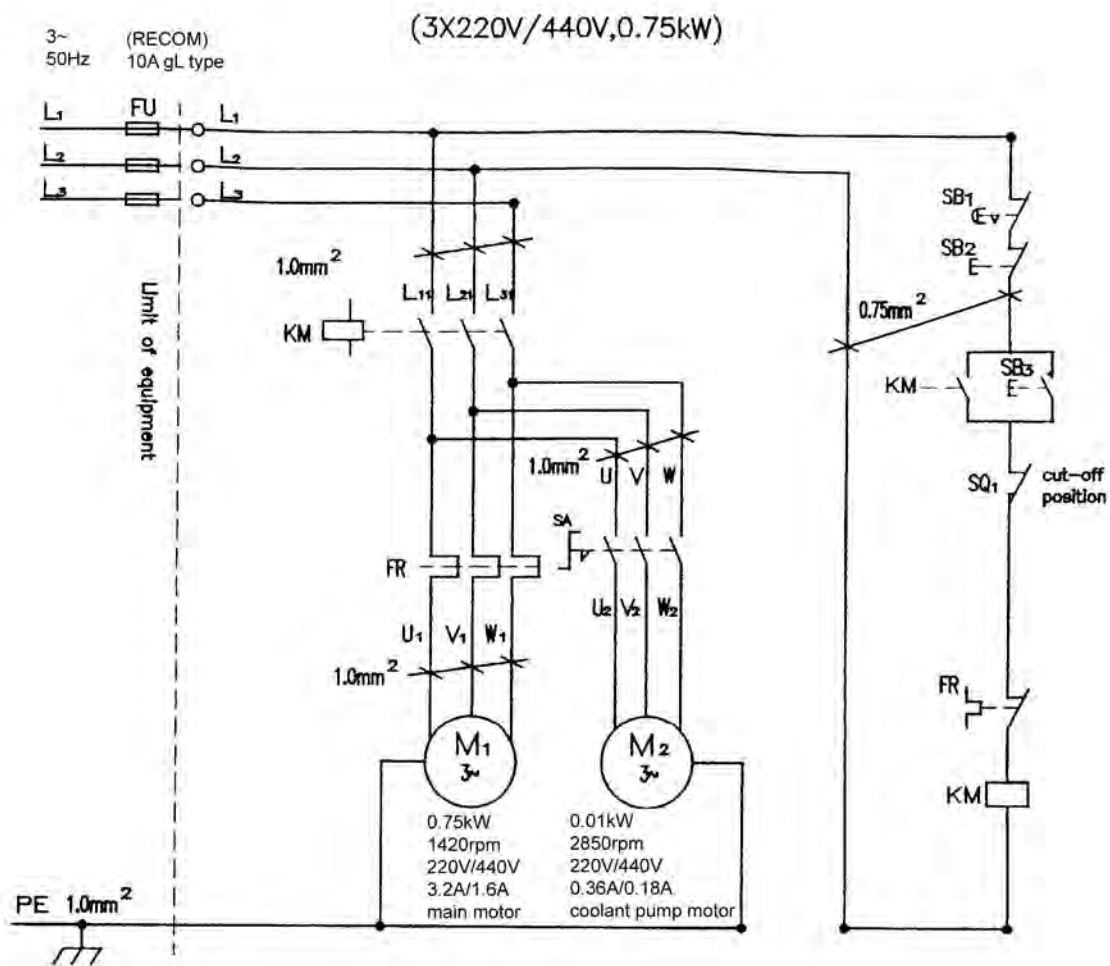 (3X220V/440V,0.75kW)
3~ (RECOM)
50Hz 10A gL type
L1 FU L1
L2 L2
L3 L3
SB1
SB2
1.0mm²
L11 L21 L31
0.75mm²
KM
SB3
KM
Limit of equipment
1.0mm²
U V W
SQ1 cut-off
position
SA
FR
U2 V2 W2
U1 V1 W1
1.0mm²
FR
M1
3~
M2
3~
KM
0.75kW
1420rpm
220V/440V
3.2A/1.6A
main motor
0.01kW
2850rpm
220V/440V
0.36A/0.18A
coolant pump motor
PE 1.0mm²